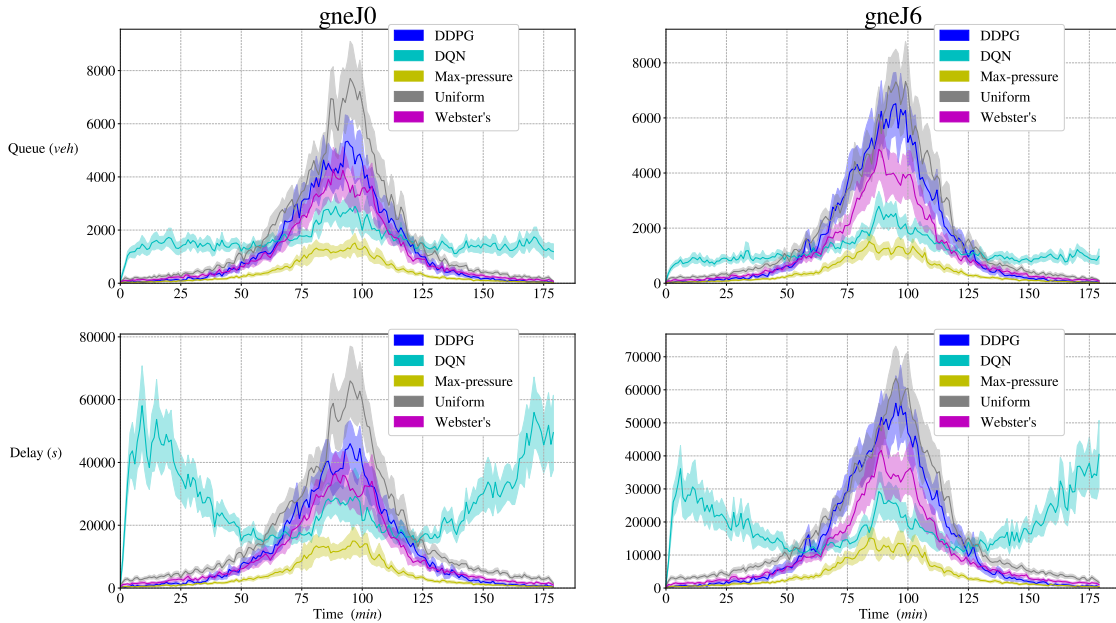 gneJ0
gneJ6
DDPG
DQN
Max-pressure
Uniform
Webster's
8000
6000
4000
2000
0
Queue (veh)
0 25 50 75 100 125 150 175
DDPG
DQN
Max-pressure
Uniform
Webster's
8000
6000
4000
2000
0
0 25 50 75 100 125 150 175
DDPG
DQN
Max-pressure
Uniform
Webster's
80000
60000
40000
20000
0
Delay (s)
0 25 50 75 100 125 150 175
Time (min)
DDPG
DQN
Max-pressure
Uniform
Webster's
70000
60000
50000
40000
30000
20000
10000
0
0 25 50 75 100 125 150 175
Time (min)